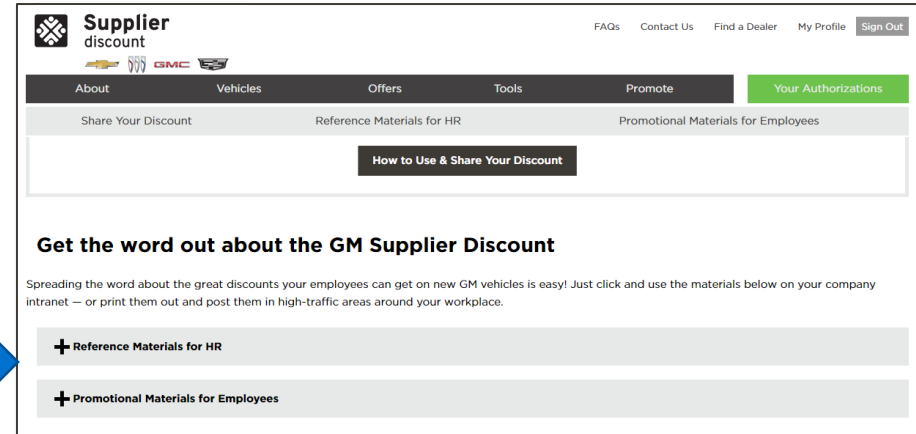 Supplier
discount
FAQs Contact Us Find a Dealer My Profile Sign Out
GMC
About Vehicles Offers Tools Promote Your Authorizations
Share Your Discount Reference Materials for HR Promotional Materials for Employees
How to Use & Share Your Discount
Get the word out about the GM Supplier Discount
Spreading the word about the great discounts your employees can get on new GM vehicles is easy! Just click and use the materials below on your company
intranet — or print them out and post them in high-traffic areas around your workplace.
+ Reference Materials for HR
+ Promotional Materials for Employees